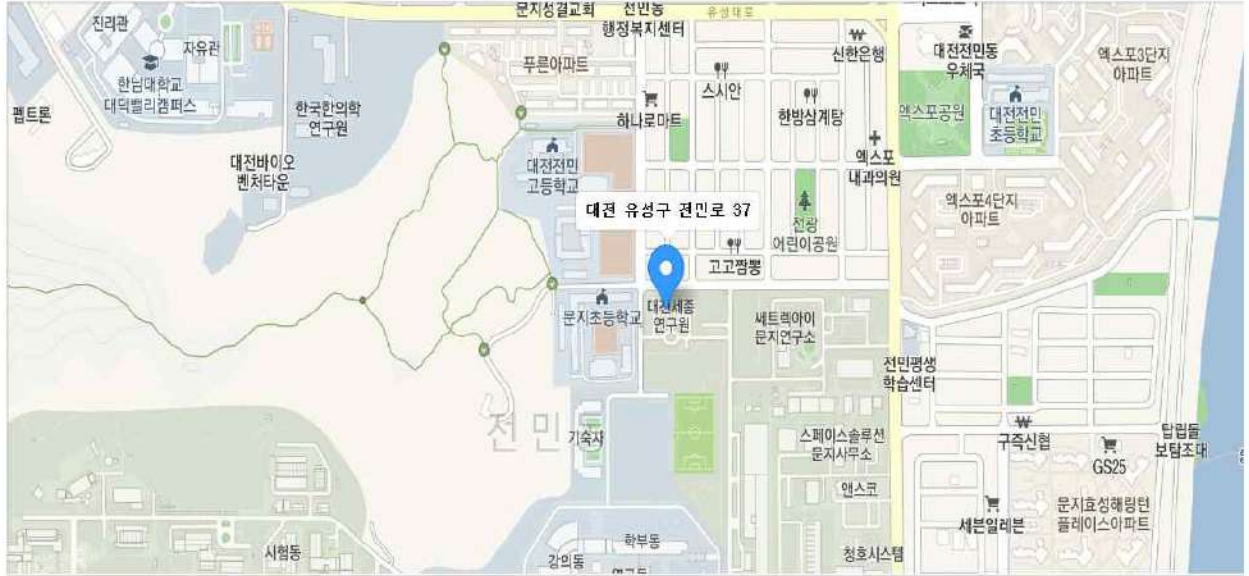 문지성결교회
전민동
행정복지센터
유성대로
진리관
자유관
한남대학교
대덕밸리캠퍼스
펩트론
한국한의학
연구원
대전바이오
벤처타운
푸른아파트
하나로마트
스시안
신한은행
한방삼계탕
대전전민동
우체국
엑스포3단지
아파트
엑스포공원
대전전민
초등학교
엑스포
내과의원
대전전민
고등학교
대전 유성구 전민로 37
전광
어린이공원
고고짬뽕
엑스포4단지
아파트
문지초등학교
대전세종
연구원
쎄트렉아이
문지연구소
전민평생
학습센터
전민
기숙사
스페이스솔루션
문지사무소
앤스코
구즉신협
GS25
탑립돌
보탐조대
세븐일레븐
문지효성해링턴
플레이스아파트
시험동
강의동
학부동
청호시스템